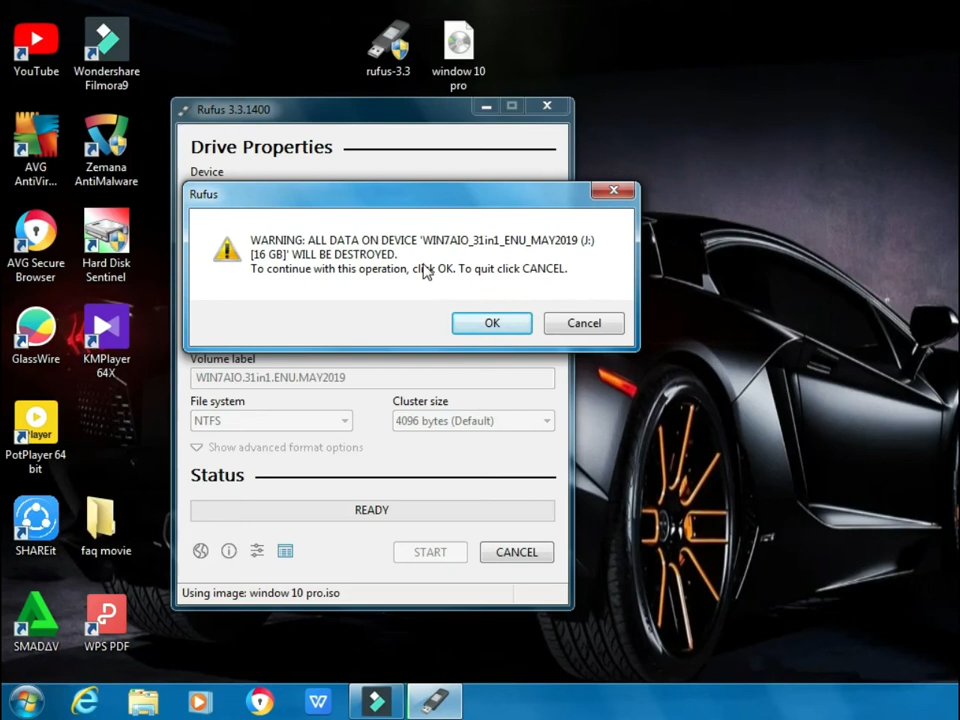 YouTube
Wondershare
Filmora9
rufus-3.3
window 10
pro
AVG
AntiVir...
Zemana
AntiMalware
AVG Secure
Browser
Hard Disk
Sentinel
GlassWire
KMPlayer
64X
Player
PotPlayer 64
bit
SHAREit
faq movie
SMADΔV
WPS PDF
Rufus 3.3.1400
Drive Properties
Device
Rufus
WARNING: ALL DATA ON DEVICE 'WIN7AIO_31in1_ENU_MAY2019 (J:)
[16 GB]' WILL BE DESTROYED.
To continue with this operation, click OK. To quit click CANCEL.
OK
Cancel
Volume label
WIN7AIO.31in1.ENU.MAY2019
File system
Cluster size
NTFS
4096 bytes (Default)
Show advanced format options
Status
READY
START
CANCEL
Using image: window 10 pro.iso